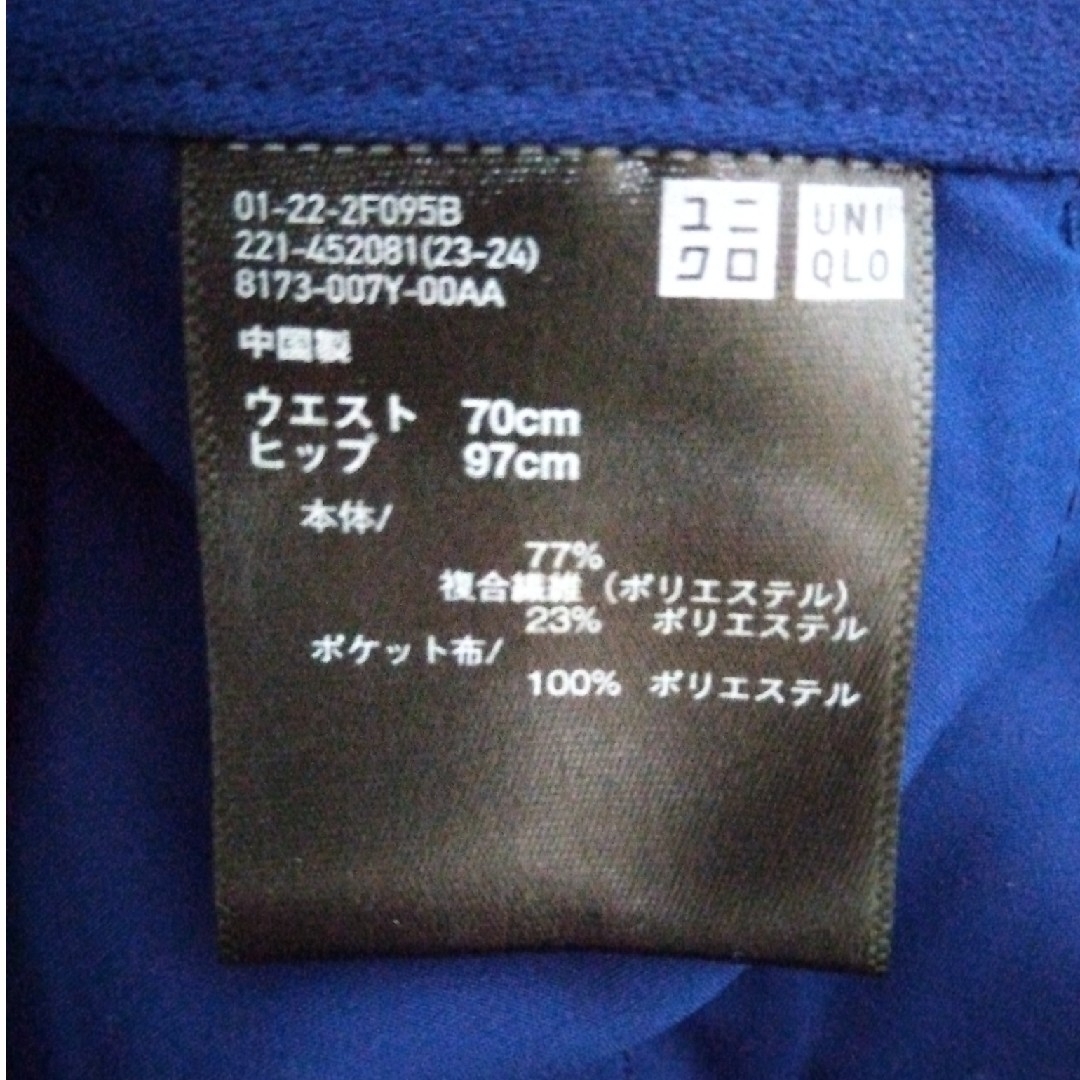 01-22-2F095B
221-452081(23-24)
8173-007Y-00AA
ユニ
クロ
UNI
QLO
中国製
ウエスト 70cm
ヒップ 97cm
本体/
77%
複合繊維（ポリエステル）
23% ポリエステル
ポケット布/
100% ポリエステル